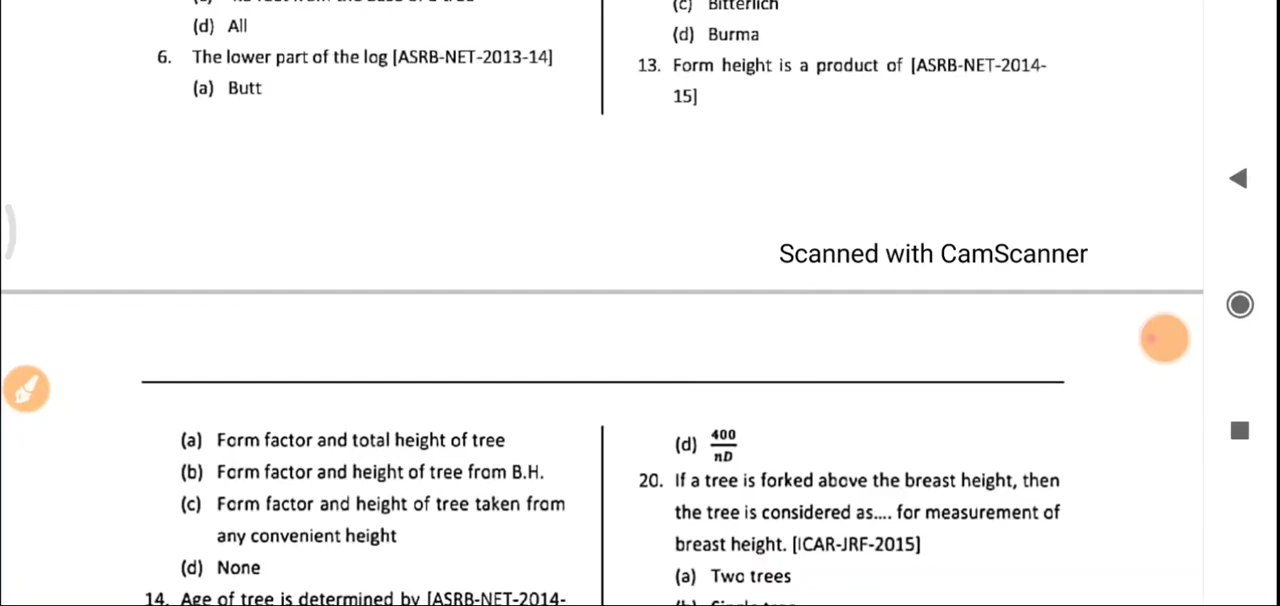 (d) All
6. The lower part of the log [ASRB-NET-2013-14]
(a) Butt
(c) Bitterlich
(d) Burma
13. Form height is a product of [ASRB-NET-2014-
15]
Scanned with CamScanner
(a) Form factor and total height of tree
(b) Form factor and height of tree from B.H.
(c) Form factor and height of tree taken from
any convenient height
(d) None
14. Age of tree is determined by [ASRB-NET-2014-
(d) 400/nD
20. If a tree is forked above the breast height, then
the tree is considered as.... for measurement of
breast height. [ICAR-JRF-2015]
(a) Two trees